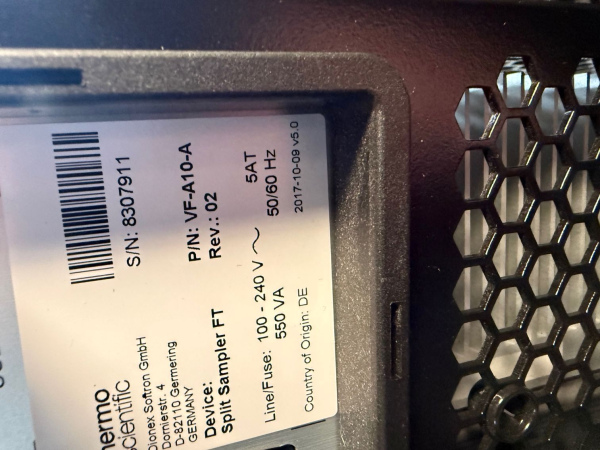 hermo
cientific
S/N: 8307911
Dionex Softron GmbH
Dornierstr. 4
D-82110 Germering
GERMANY
P/N: VF-A10-A
Device:
Rev.: 02
Split Sampler FT
Line/Fuse: 100 - 240 V ~ 5AT
550 VA 50/60 Hz
Country of Origin: DE 2017-10-09 v5.0